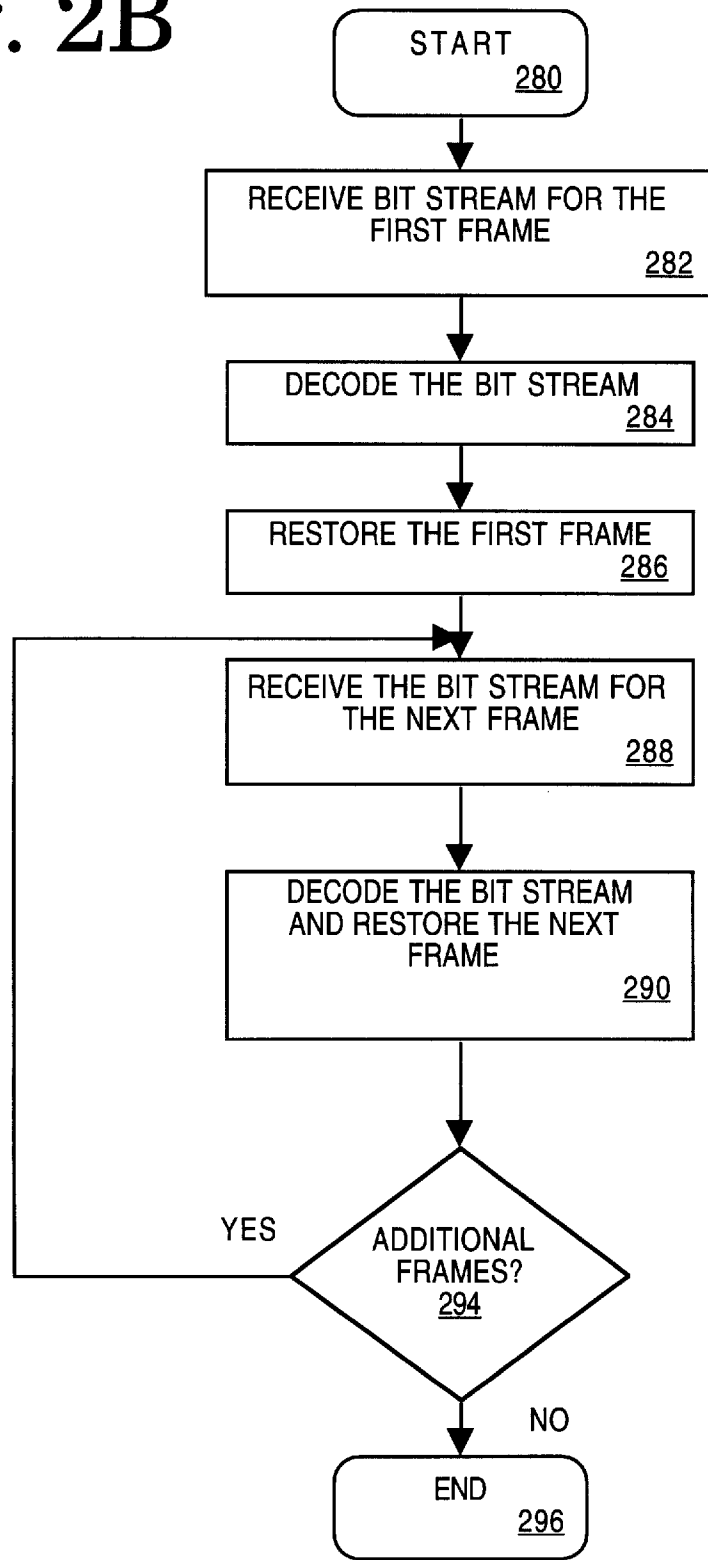 . 2B
START
280
RECEIVE BIT STREAM FOR THE
FIRST FRAME
282
DECODE THE BIT STREAM
284
RESTORE THE FIRST FRAME
286
RECEIVE THE BIT STREAM FOR
THE NEXT FRAME
288
DECODE THE BIT STREAM
AND RESTORE THE NEXT
FRAME
290
YES
ADDITIONAL
FRAMES?
294
NO
END
296